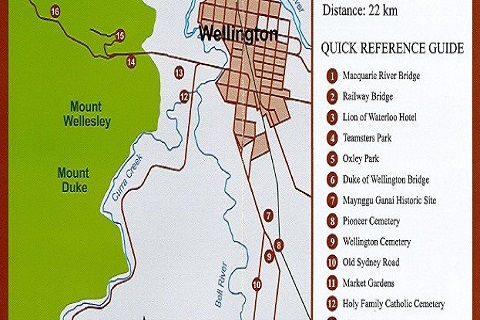 16
15
14
13
12
Wellington
River
Mount
Wellesley
Mount
Duke
Curra Creek
Bell River
7
8
9
10
Distance: 22 km
QUICK REFERENCE GUIDE
1 Macquarie River Bridge
2 Railway Bridge
3 Lion of Waterloo Hotel
4 Teamsters Park
5 Oxley Park
6 Duke of Wellington Bridge
7 Maynggu Ganai Historic Site
8 Pioneer Cemetery
9 Wellington Cemetery
10 Old Sydney Road
11 Market Gardens
12 Holy Family Catholic Cemetery